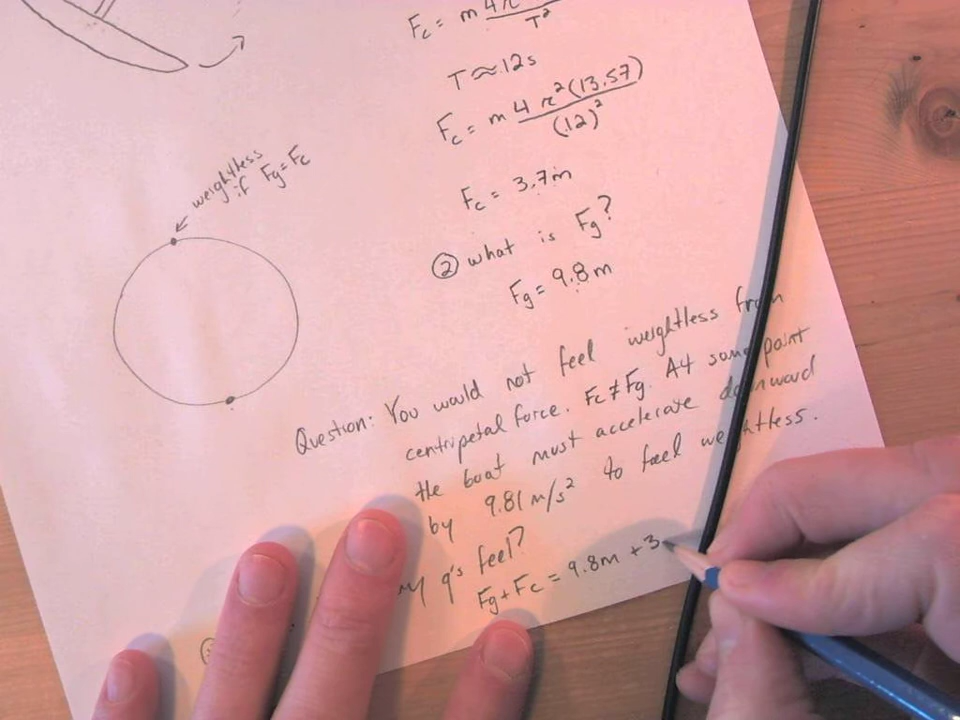 Fc = m 4π / T²
T ≈ 12s
Fc = m 4π²(13.57) / (12)²
weightless
if Fg = Fc
Fc = 3.7m
② what is Fg?
Fg = 9.8m
Question: You would not feel weightless from
centripetal force. Fc ≠ Fg. At some point
the boat must accelerate downward
by 9.81 m/s² to feel weightless.
g's feel?
Fg + Fc = 9.8m + 3